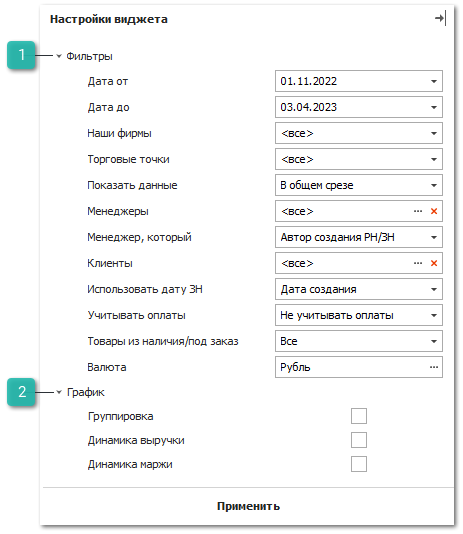 Настройки виджета
1 Фильтры
Дата от 01.11.2022
Дата до 03.04.2023
Наши фирмы <все>
Торговые точки <все>
Показать данные В общем срезе
Менеджеры <все> ...
Менеджер, который Автор создания РН/ЗН
Клиенты <все> ...
Использовать дату ЗН Дата создания
Учитывать оплаты Не учитывать оплаты
Товары из наличия/под заказ Все
Валюта Рубль ...
2 График
Группировка
Динамика выручки
Динамика маржи
Применить